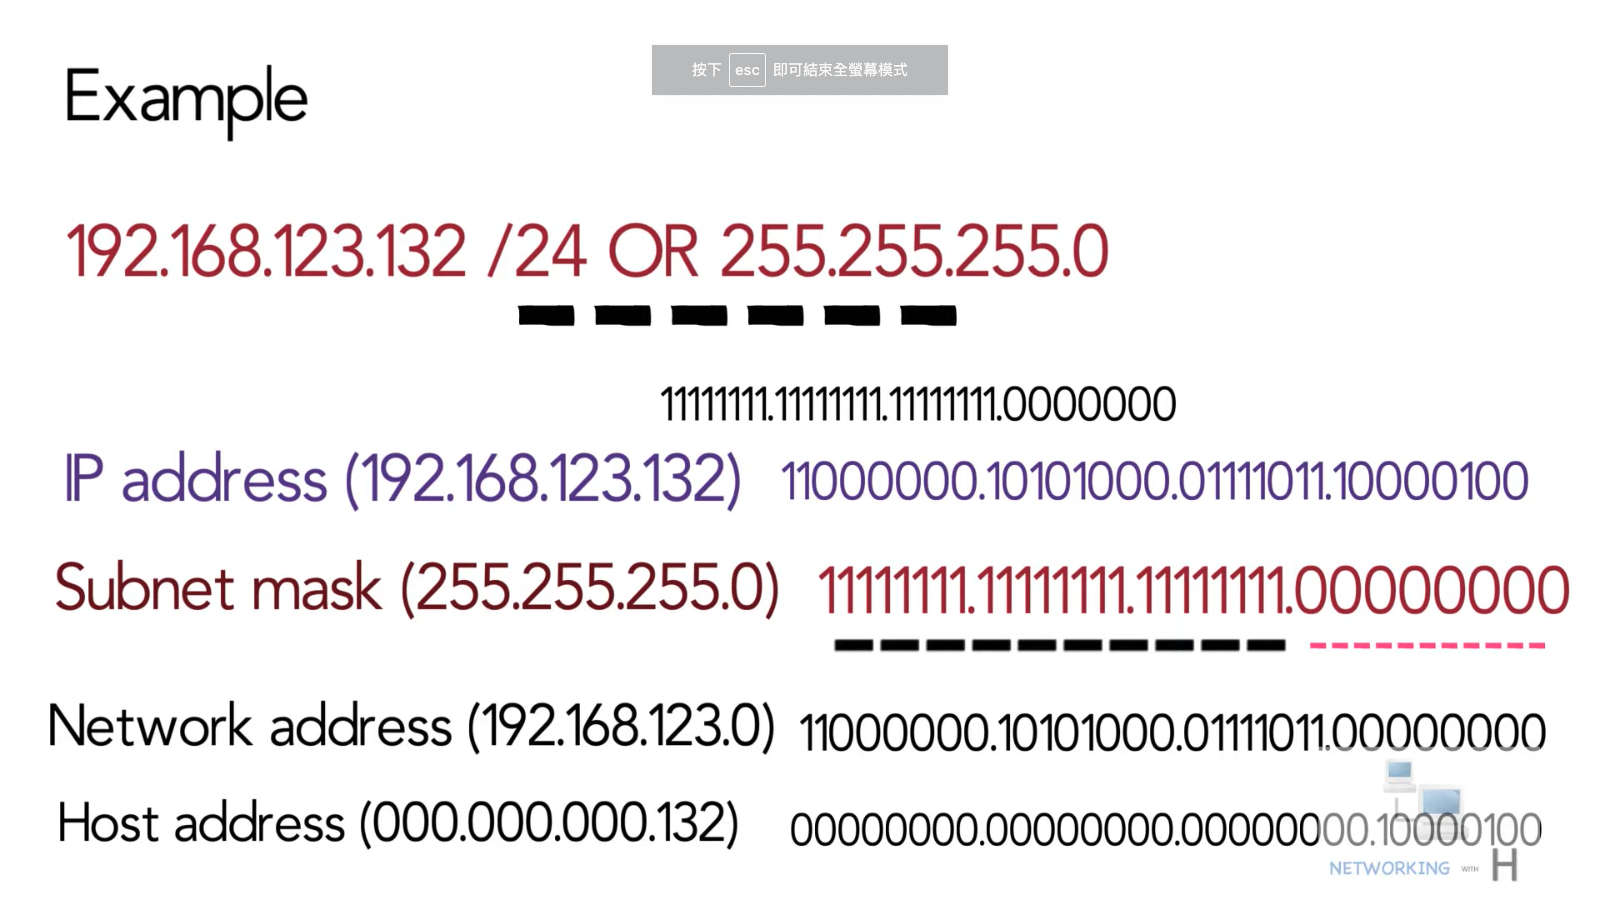 按下 esc 即可結束全螢幕模式
Example
192.168.123.132 /24 OR 255.255.255.0
11111111.11111111.11111111.0000000
IP address (192.168.123.132) 11000000.10101000.01111011.10000100
Subnet mask (255.255.255.0) 11111111.11111111.11111111.00000000
Network address (192.168.123.0) 11000000.10101000.01111011.00000000
Host address (000.000.000.132) 00000000.00000000.00000000.10000100
NETWORKING WITH H